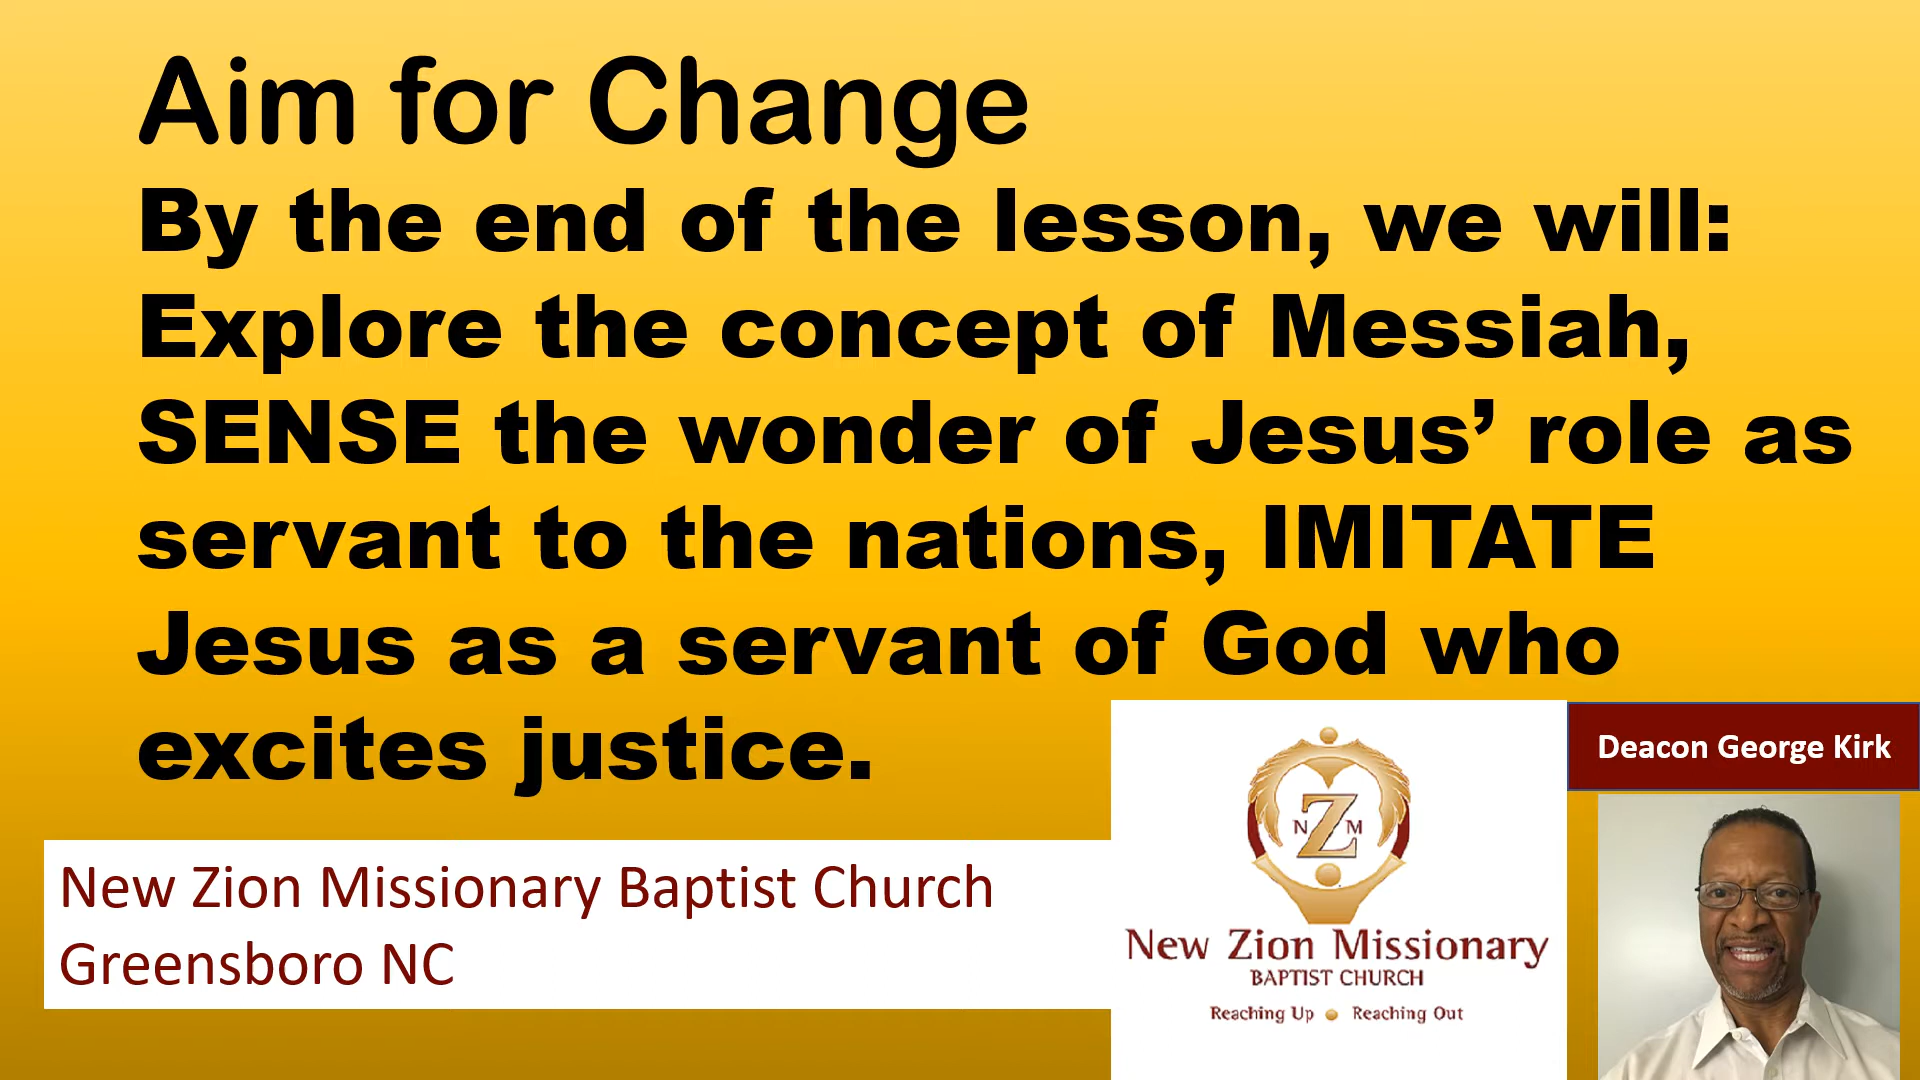 Aim for Change
By the end of the lesson, we will:
Explore the concept of Messiah,
SENSE the wonder of Jesus’ role as
servant to the nations, IMITATE
Jesus as a servant of God who
excites justice.
New Zion Missionary Baptist Church
Greensboro NC
N Z M
New Zion Missionary
BAPTIST CHURCH
Reaching Up Reaching Out
Deacon George Kirk